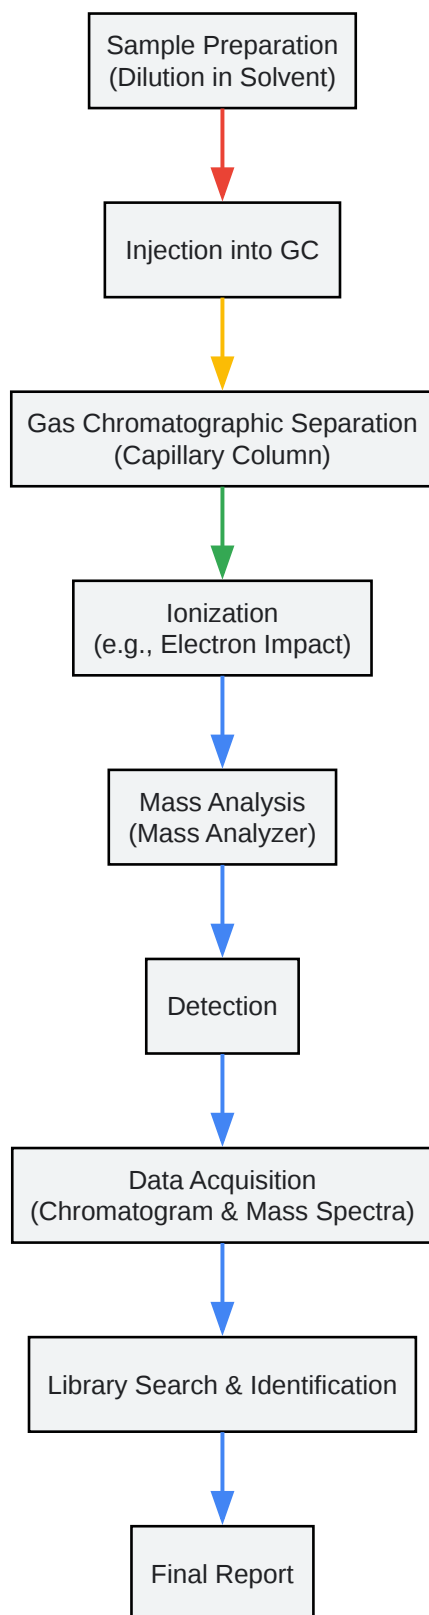 Sample Preparation
(Dilution in Solvent)
Injection into GC
Gas Chromatographic Separation
(Capillary Column)
Ionization
(e.g., Electron Impact)
Mass Analysis
(Mass Analyzer)
Detection
Data Acquisition
(Chromatogram & Mass Spectra)
Library Search & Identification
Final Report